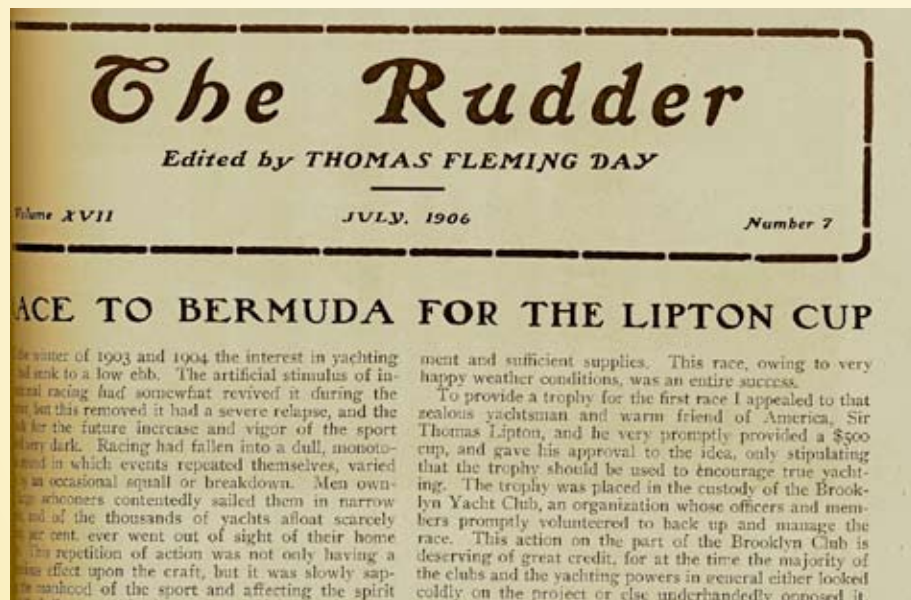 The Rudder
Edited by THOMAS FLEMING DAY
Volume XVII
JULY, 1906
Number 7
ACE TO BERMUDA FOR THE LIPTON CUP
winter of 1903 and 1904 the interest in yachting
sunk to a low ebb. The artificial stimulus of in-
racing had somewhat revived it during the
but this removed it had a severe relapse, and the
for the future increase and vigor of the sport
very dark. Racing had fallen into a dull, monoto-
in which events repeated themselves, varied
an occasional squall or breakdown. Men own-
schooners contentedly sailed them in narrow
and of the thousands of yachts afloat scarcely
per cent. ever went out of sight of their home
This repetition of action was not only having a
effect upon the craft, but it was slowly sap-
manhood of the sport and affecting the spirit
ment and sufficient supplies. This race, owing to very
happy weather conditions, was an entire success.
To provide a trophy for the first race I appealed to that
zealous yachtsman and warm friend of America, Sir
Thomas Lipton, and he very promptly provided a $500
cup, and gave his approval to the idea, only stipulating
that the trophy should be used to encourage true yacht-
ing. The trophy was placed in the custody of the Brook-
lyn Yacht Club, an organization whose officers and mem-
bers promptly volunteered to back up and manage the
race. This action on the part of the Brooklyn Club is
deserving of great credit, for at the time the majority of
the clubs and the yachting powers in general either looked
coldly on the project or else underhandedly opposed it.